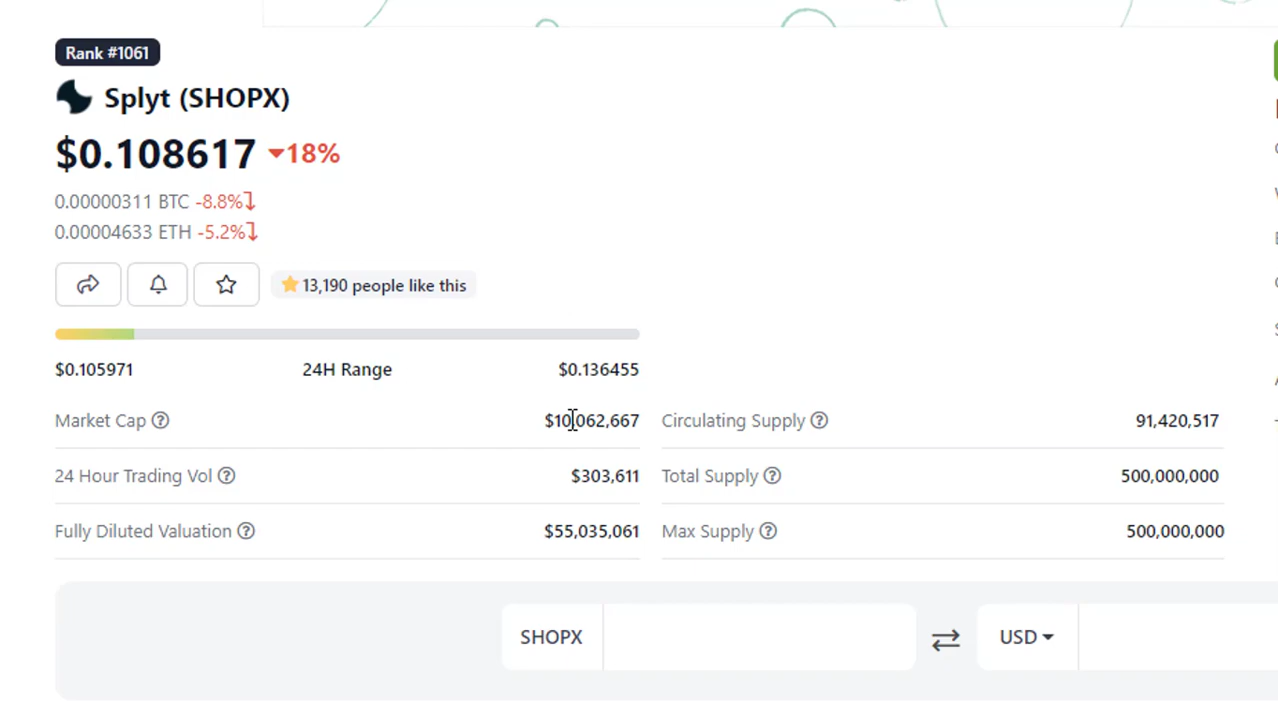 Rank #1061
Splyt (SHOPX)
$0.108617 18%
0.00000311 BTC -8.8%
0.00004633 ETH -5.2%
13,190 people like this
$0.105971 24H Range $0.136455
Market Cap $10,062,667 Circulating Supply 91,420,517
24 Hour Trading Vol $303,611 Total Supply 500,000,000
Fully Diluted Valuation $55,035,061 Max Supply 500,000,000
SHOPX USD